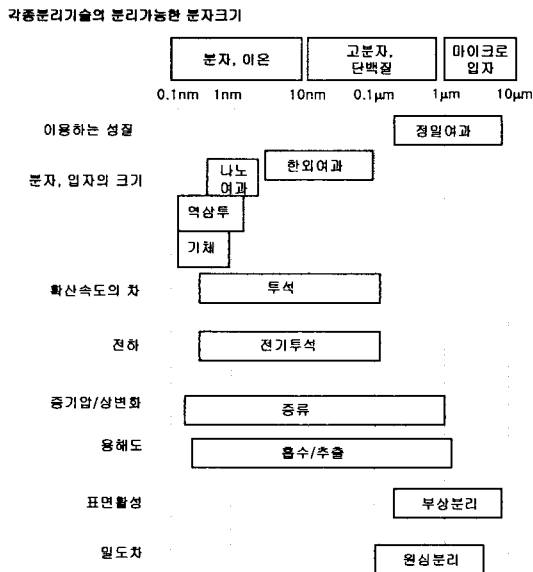 각종분리기술의 분리가능한 분자크기
분자, 이온
고분자,
단백질
마이크로
입자
0.1nm 1nm 10nm 0.1μm 1μm 10μm
이용하는 성질
정밀여과
분자, 입자의 크기
나노
여과
한외여과
역삼투
기체
확산속도의 차
투석
전하
전기투석
증기압/상변화
증류
용해도
흡수/추출
표면활성
부상분리
밀도차
원심분리